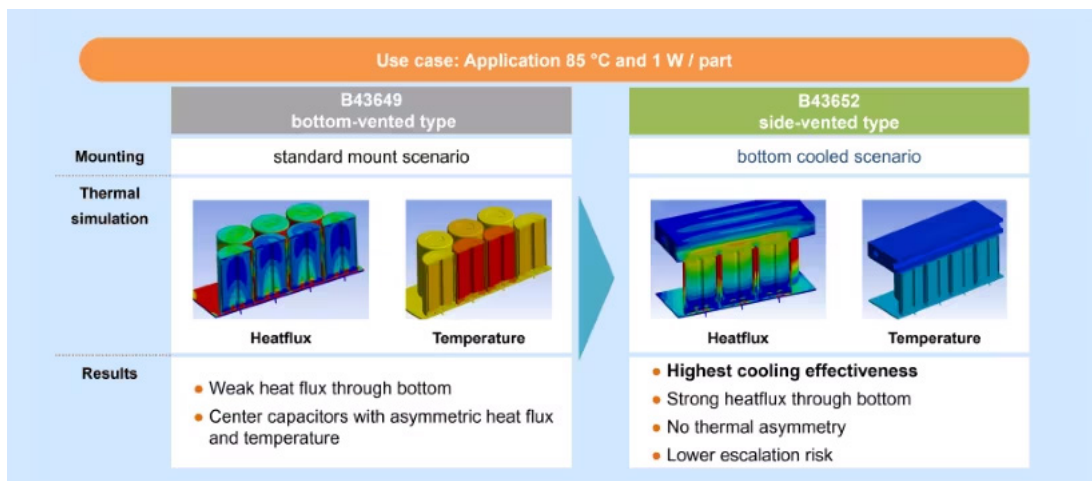 Use case: Application 85 °C and 1 W / part
B43649
bottom-vented type
B43652
side-vented type
Mounting
standard mount scenario
bottom cooled scenario
Thermal
simulation
Heatflux
Temperature
Heatflux
Temperature
Results
• Weak heat flux through bottom
• Center capacitors with asymmetric heat flux
and temperature
• Highest cooling effectiveness
• Strong heatflux through bottom
• No thermal asymmetry
• Lower escalation risk